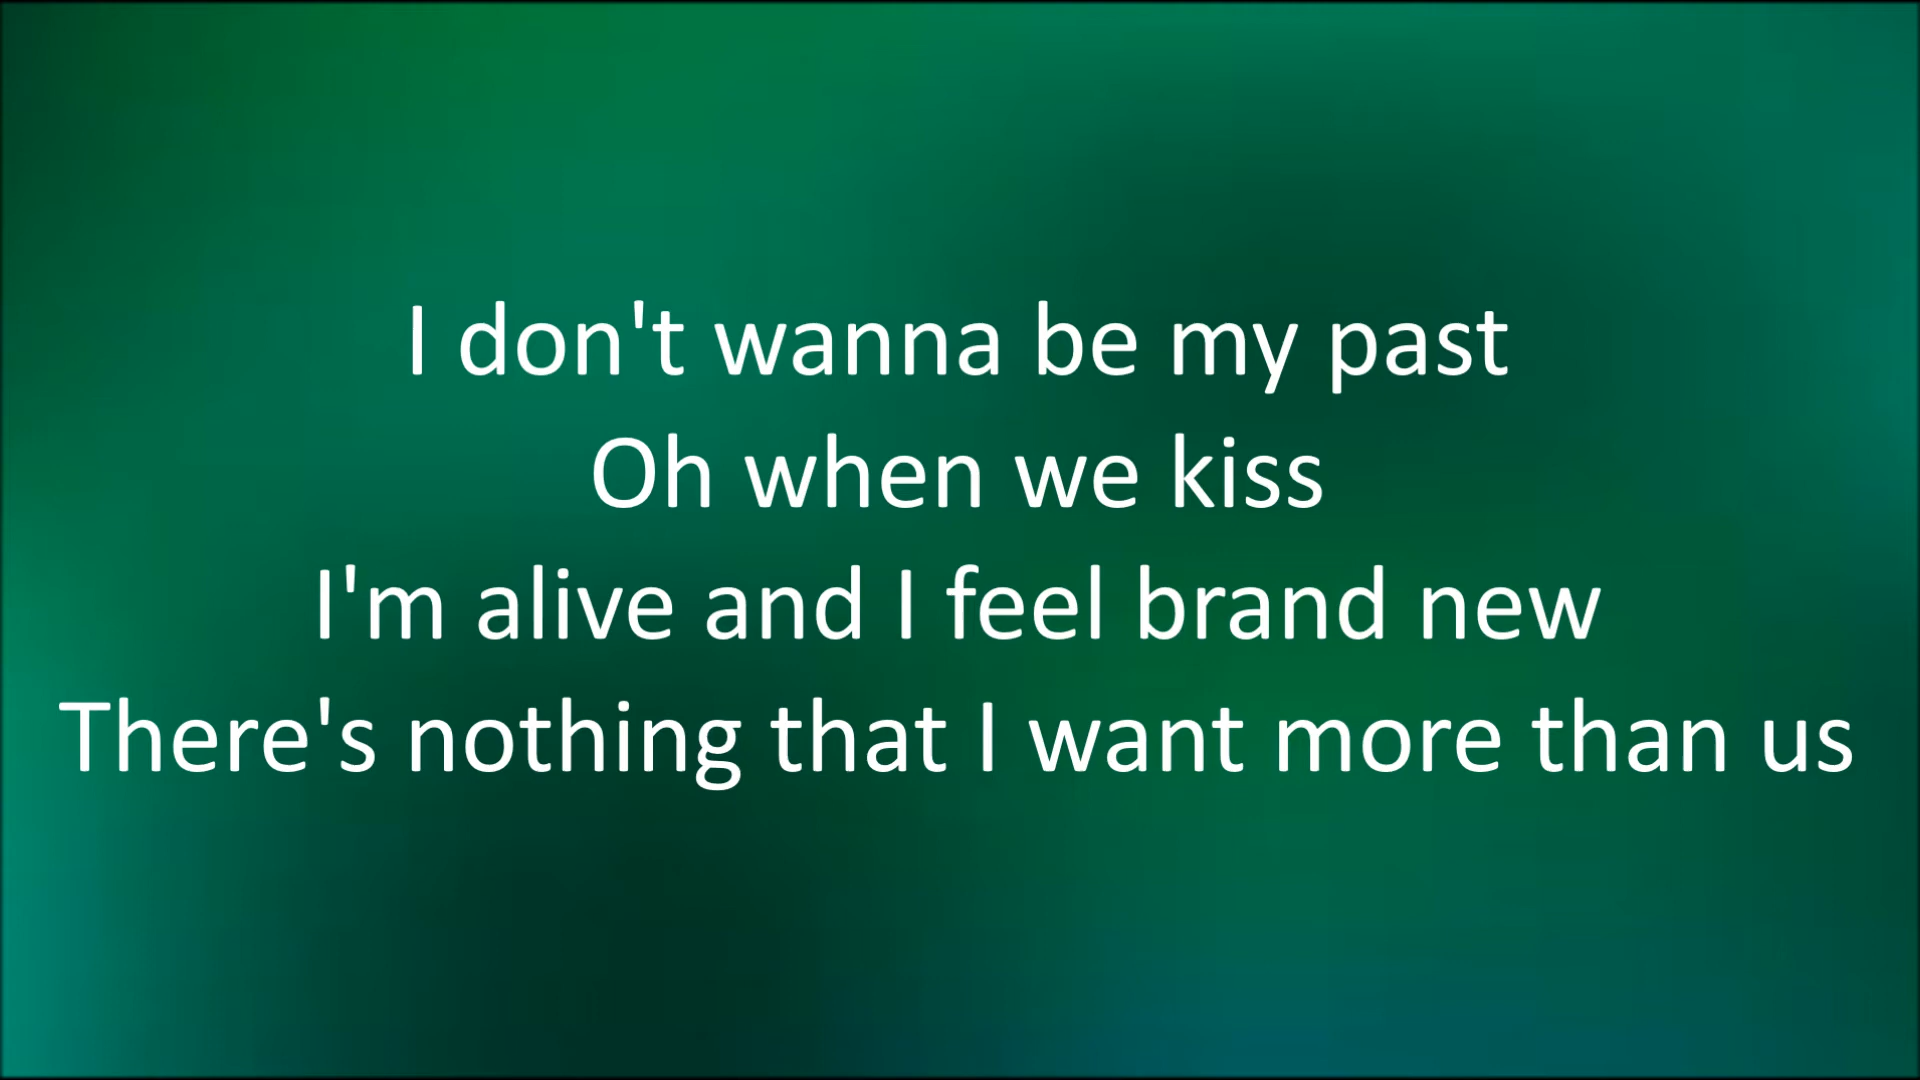 I don't wanna be my past
Oh when we kiss
I'm alive and I feel brand new
There's nothing that I want more than us